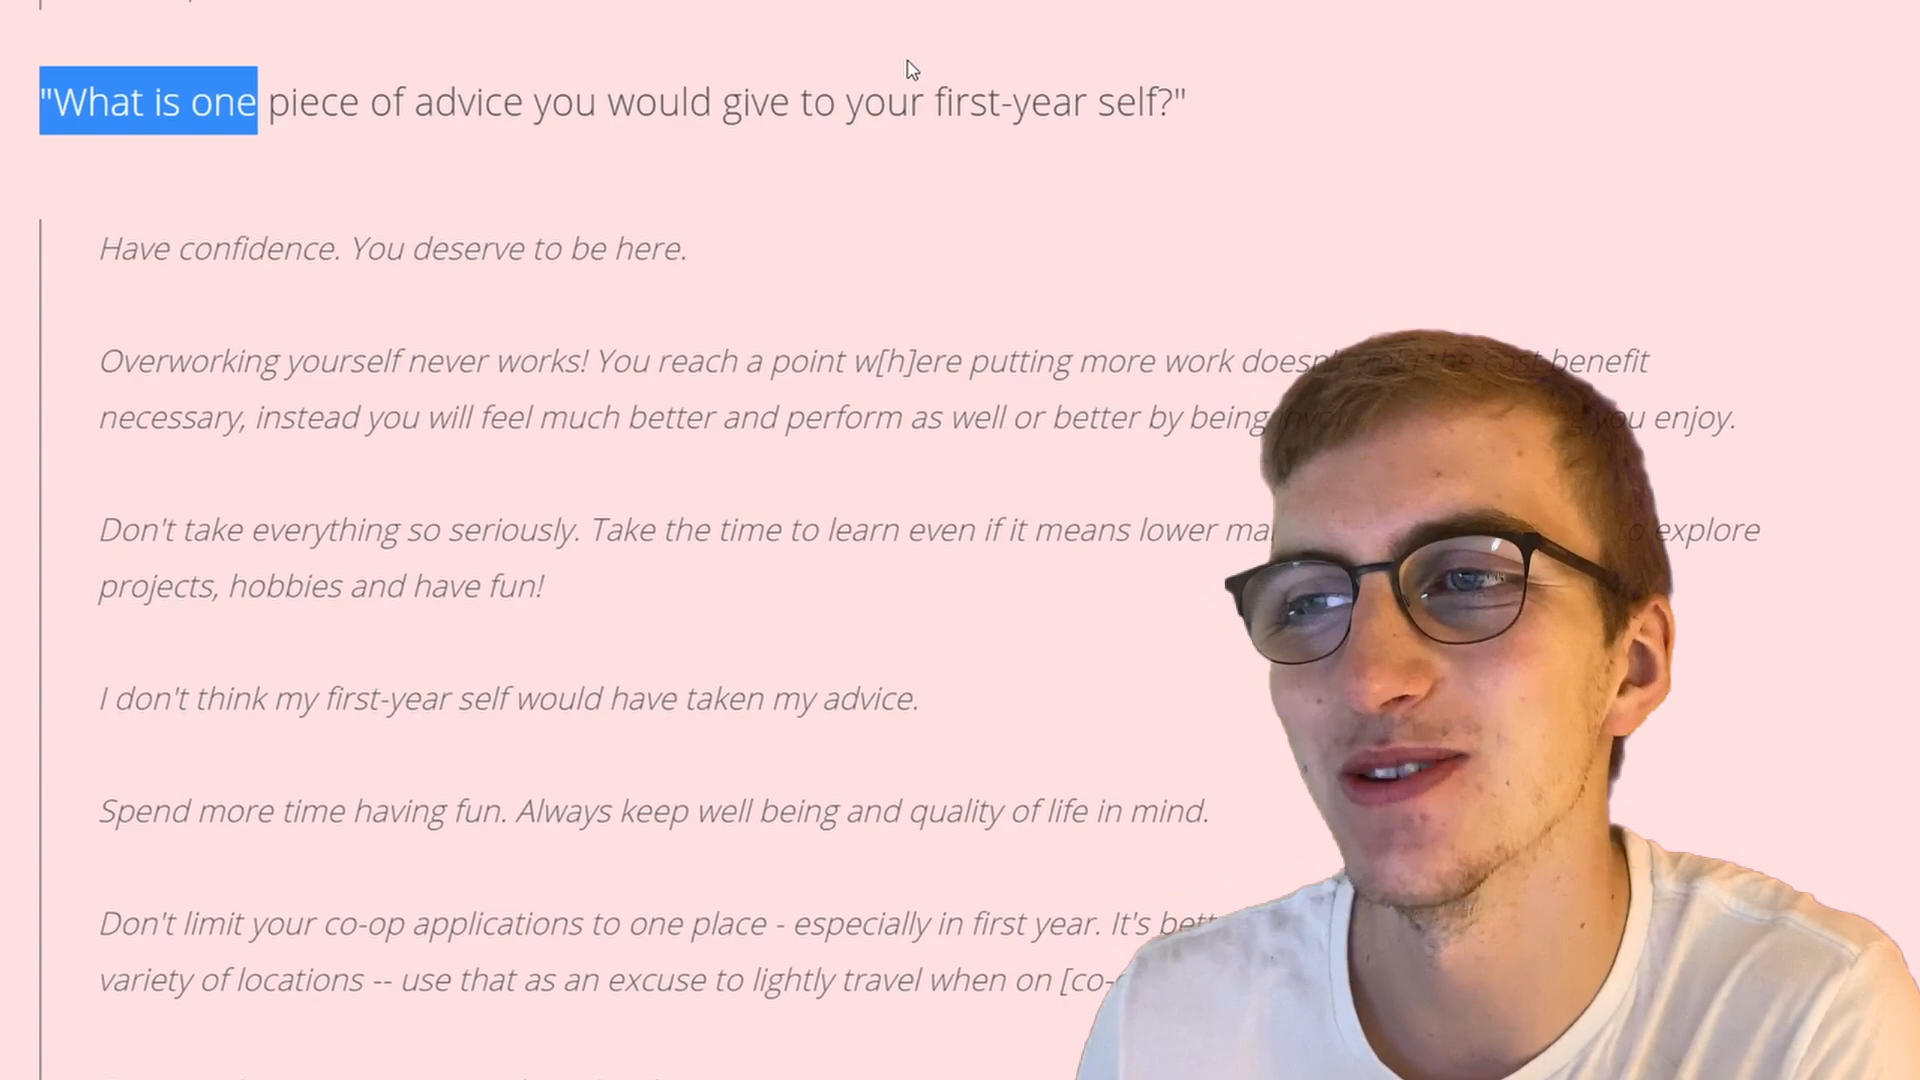 "What is one piece of advice you would give to your first-year self?"
Have confidence. You deserve to be here.
Overworking yourself never works! You reach a point w[h]ere putting more work doesn't yield the cost benefit
necessary, instead you will feel much better and perform as well or better by being you enjoy.
Don't take everything so seriously. Take the time to learn even if it means lower explore
projects, hobbies and have fun!
I don't think my first-year self would have taken my advice.
Spend more time having fun. Always keep well being and quality of life in mind.
Don't limit your co-op applications to one place - especially in first year. It's
variety of locations -- use that as an excuse to lightly travel when on